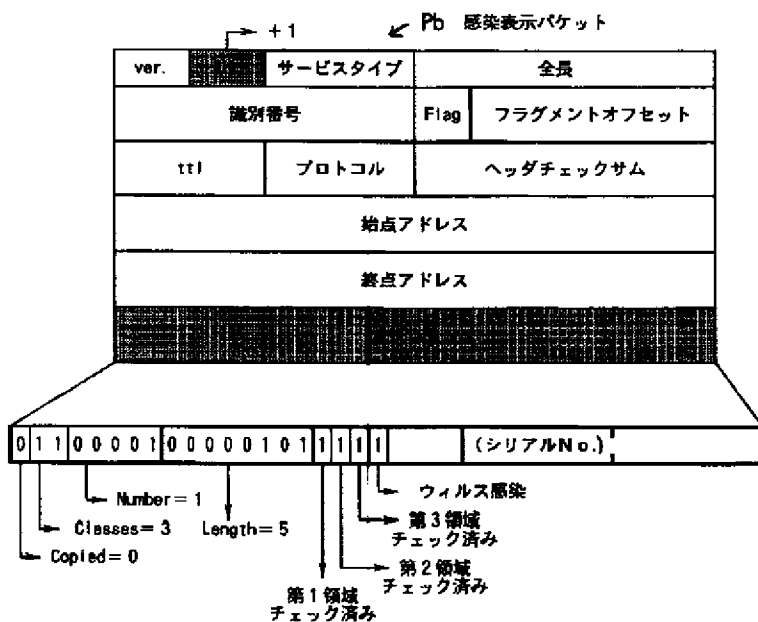 +1
Pb 感染表示パケット
ver. サービスタイプ 全長
識別番号 Flag フラグメントオフセット
ttl プロトコル ヘッダチェックサム
始点アドレス
終点アドレス
0 1 1 0 0 0 0 1 0 0 0 0 0 1 0 1 1 1 1 1 (シリアルNo.)
Number=1
ウィルス感染
Classes=3 Length=5
第3領域
チェック済み
Copied=0
第2領域
チェック済み
第1領域
チェック済み